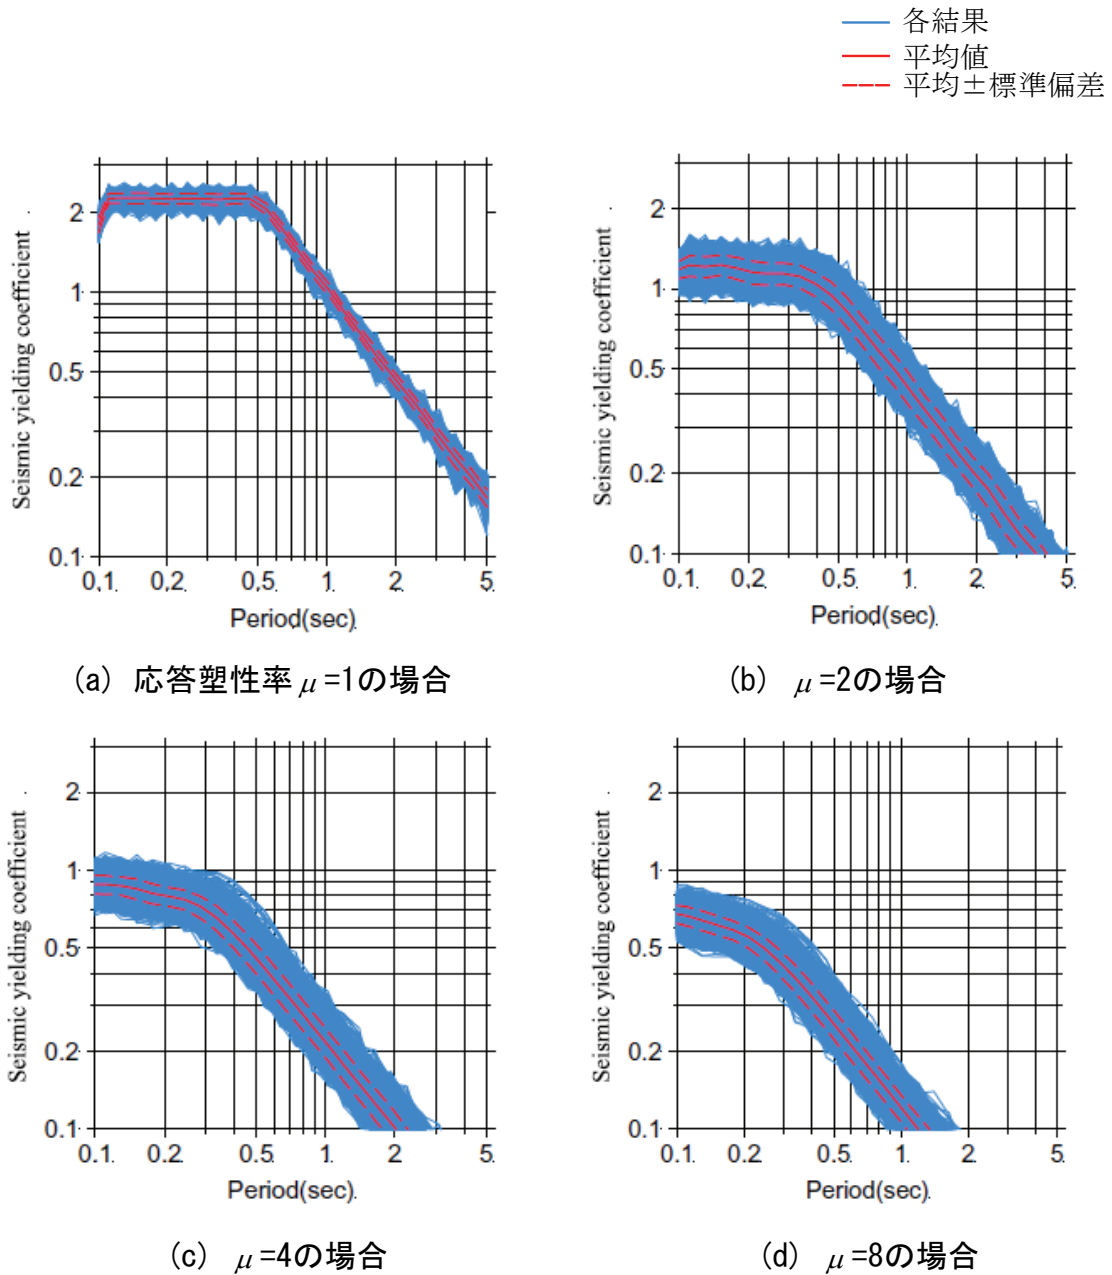 各結果
平均値
平均±標準偏差
Seismic yielding coefficient
2
1
0.5
0.2
0.1
0.1 0.2 0.5 1 2 5
Period(sec)
(a) 応答塑性率μ=1の場合
Seismic yielding coefficient
2
1
0.5
0.2
0.1
0.1 0.2 0.5 1 2 5
Period(sec)
(b) μ=2の場合
Seismic yielding coefficient
2
1
0.5
0.2
0.1
0.1 0.2 0.5 1 2 5
Period(sec)
(c) μ=4の場合
Seismic yielding coefficient
2
1
0.5
0.2
0.1
0.1 0.2 0.5 1 2 5
Period(sec)
(d) μ=8の場合